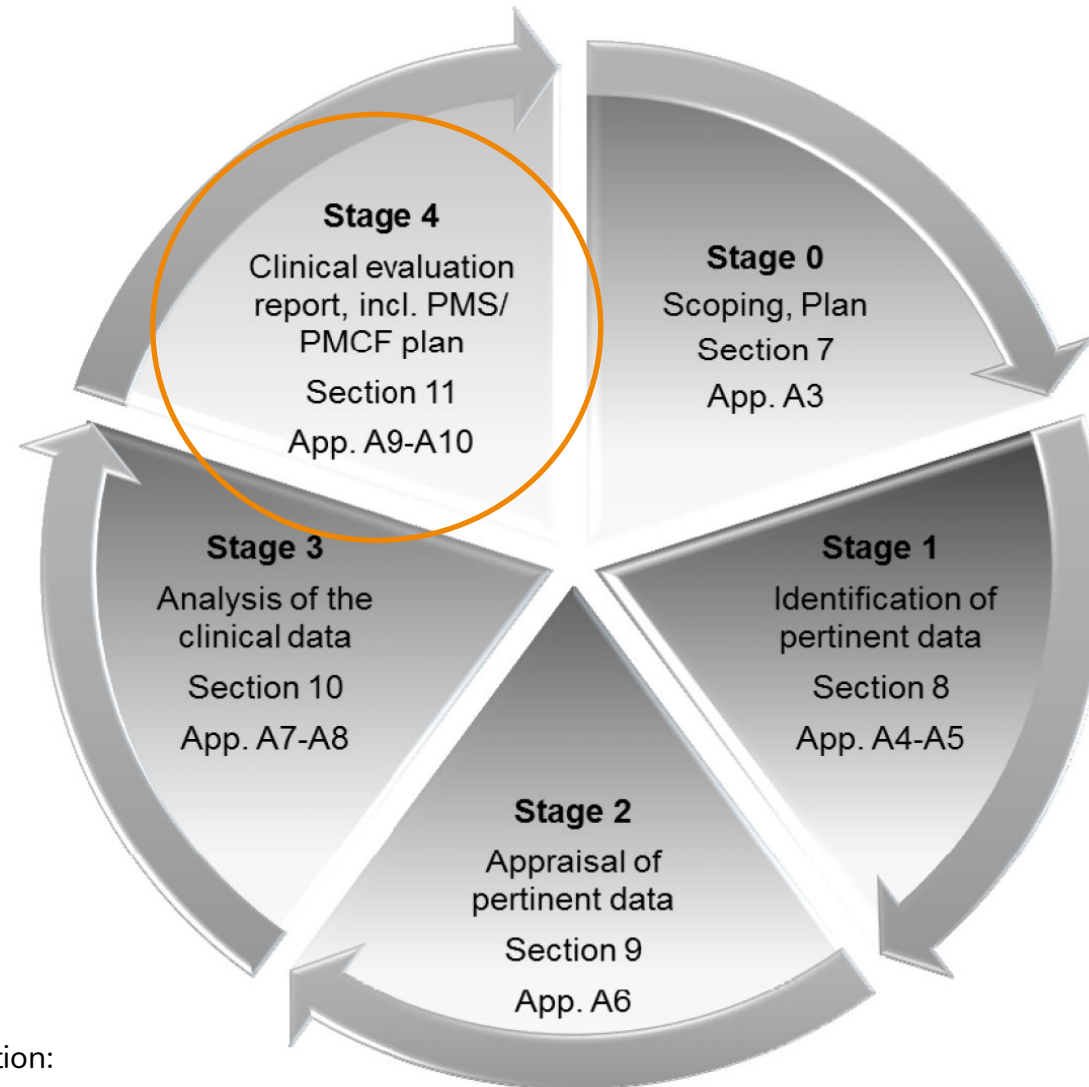 Stage 0
Scoping, Plan
Section 7
App. A3
Stage 1
Identification of
pertinent data
Section 8
App. A4-A5
Stage 2
Appraisal of
pertinent data
Section 9
App. A6
Stage 3
Analysis of the
clinical data
Section 10
App. A7-A8
Stage 4
Clinical evaluation
report, incl. PMS/
PMCF plan
Section 11
App. A9-A10
tion: